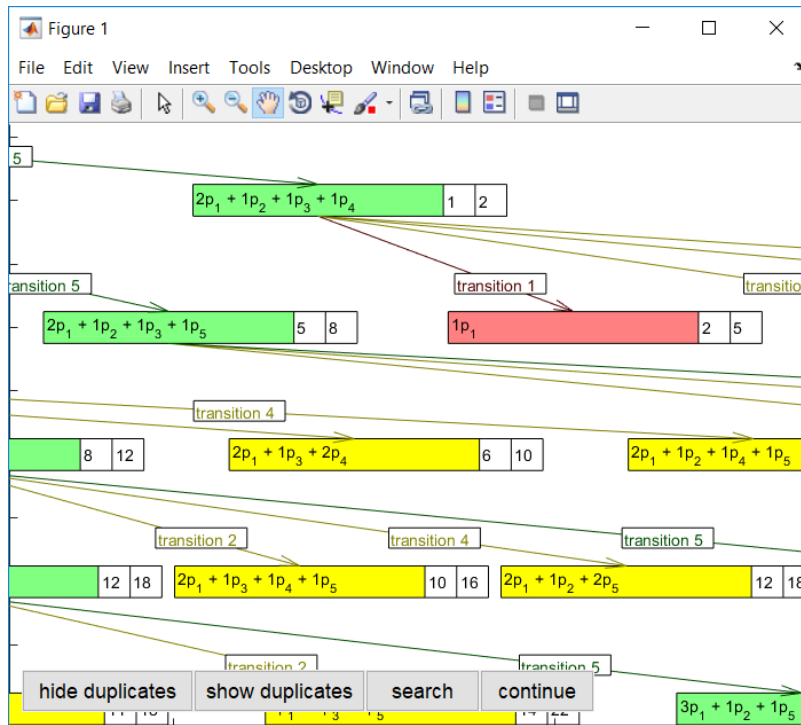 Figure 1
File Edit View Insert Tools Desktop Window Help
5
2p₁ + 1p₂ + 1p₃ + 1p₄ 1 2
transition 1
2p₁ + 1p₂ + 1p₃ + 1p₅ 5 8
1p₁ 2 5
transition 4
8 12
2p₁ + 1p₃ + 2p₄ 6 10
2p₁ + 1p₂ + 1p₄ + 1p₅
transition 2 transition 4 transition 5
12 18
2p₁ + 1p₃ + 1p₄ + 1p₅ 10 16
2p₁ + 1p₂ + 2p₅ 12 18
transition 2 transition 5
hide duplicates show duplicates search continue
3p₁ + 1p₂ + 1p₅